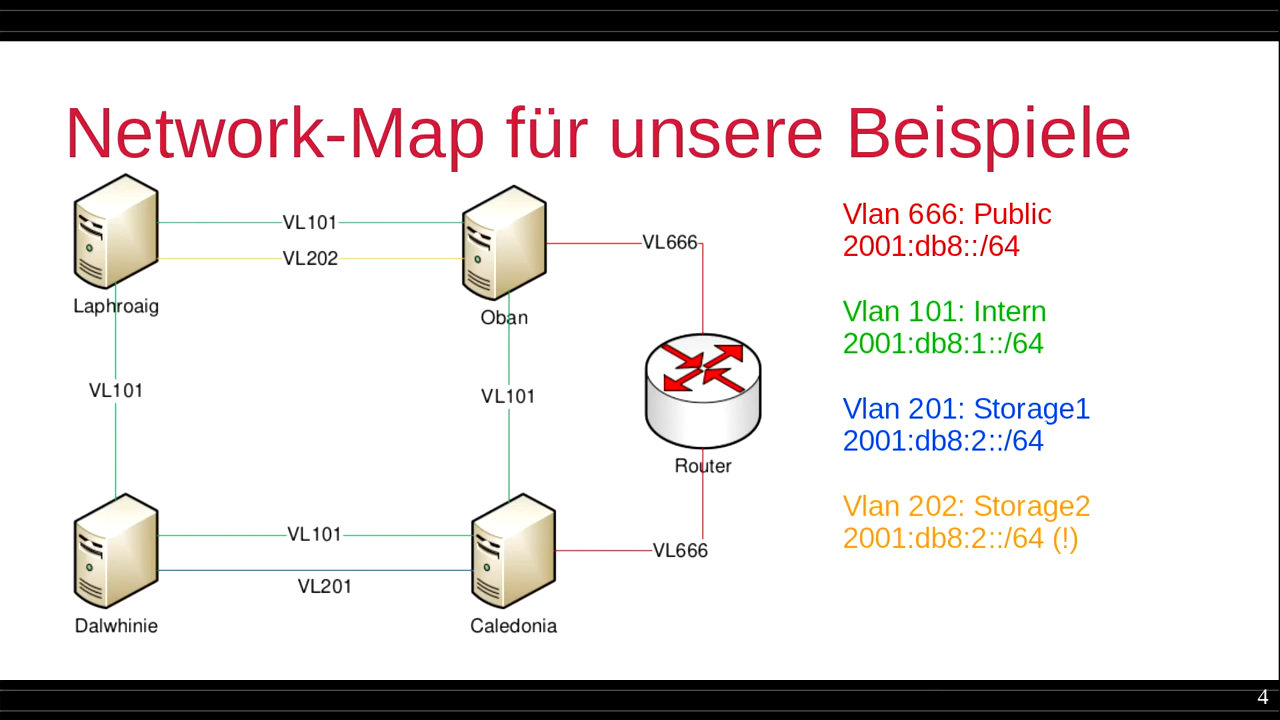 Network-Map für unsere Beispiele
VL101
VL202
VL666
Laphroaig
Oban
VL101
VL101
Router
VL101
VL201
VL666
Dalwhinie
Caledonia
Vlan 666: Public
2001:db8::/64
Vlan 101: Intern
2001:db8:1::/64
Vlan 201: Storage1
2001:db8:2::/64
Vlan 202: Storage2
2001:db8:2::/64 (!)
4